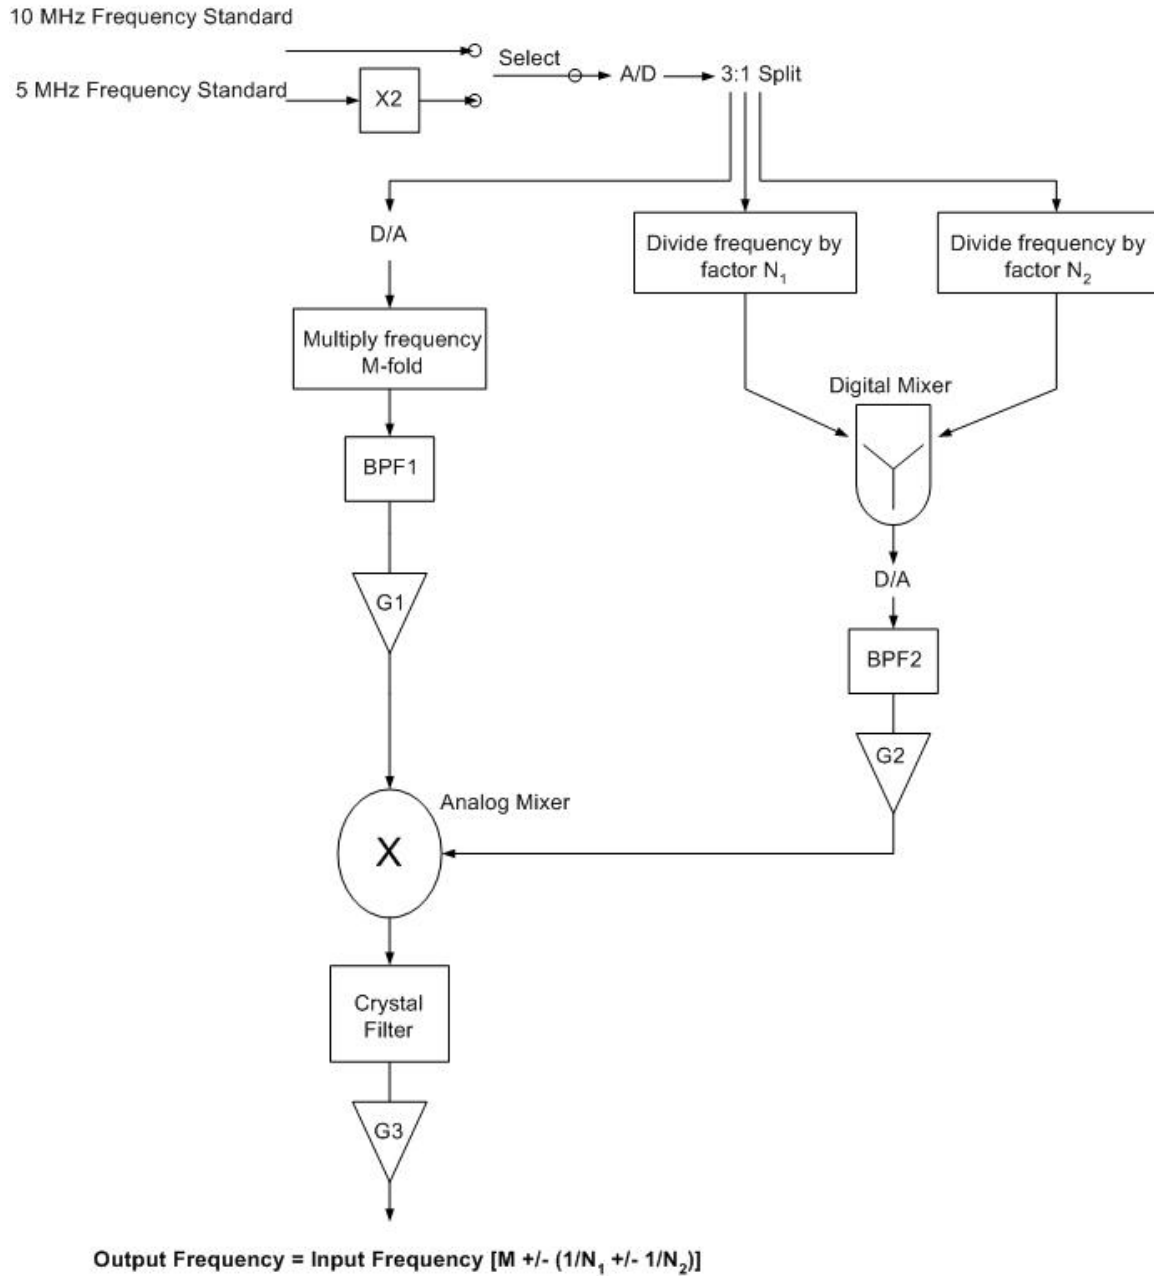 10 MHz Frequency Standard
5 MHz Frequency Standard
X2
Select
A/D
3:1 Split
D/A
Divide frequency by
factor N₁
Divide frequency by
factor N₂
Multiply frequency
M-fold
Digital Mixer
BPF1
D/A
G1
BPF2
G2
Analog Mixer
X
Crystal
Filter
G3
Output Frequency = Input Frequency [M +/- (1/N₁ +/- 1/N₂)]